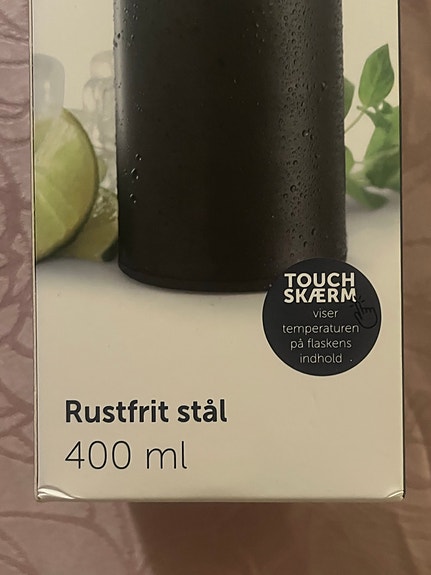 TOUCH
SKÆRM
viser
temperaturen
på flaskens
indhold
Rustfrit stål
400 ml